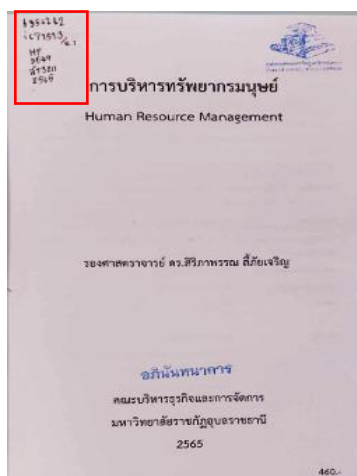 HF
การบริหารทรัพยากรมนุษย์
Human Resource Management
รองศาสตราจารย์ ดร.สิริภาพรรณ ลี้ภัยเจริญ
อภินันทนาการ
คณะบริหารธุรกิจและการจัดการ
มหาวิทยาลัยราชภัฏอุบลราชธานี
2565
460.-